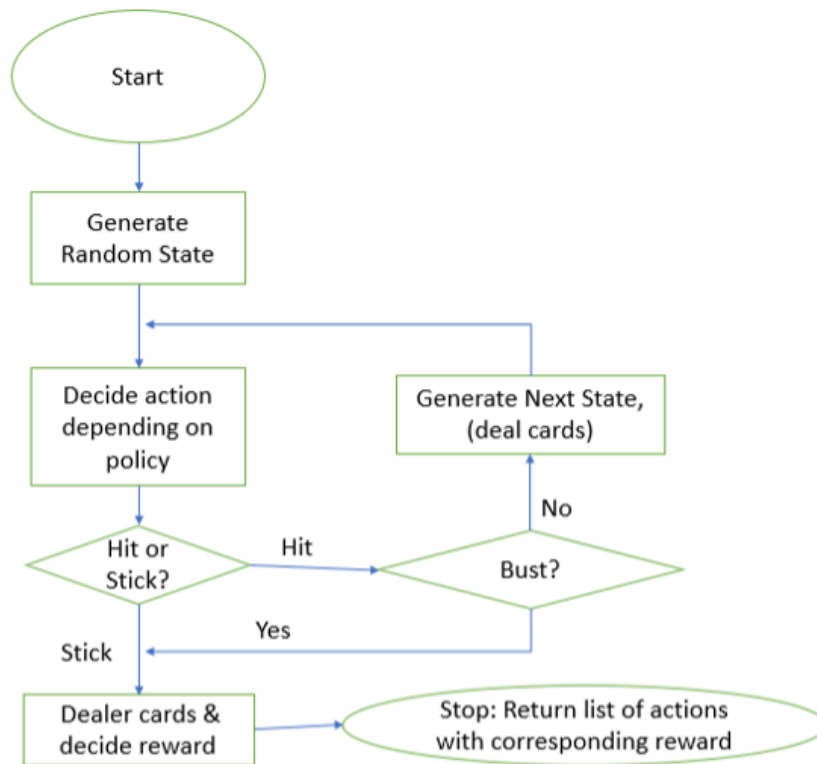 Start
Generate
Random State
Decide action
depending on
policy
Generate Next State,
(deal cards)
No
Hit or
Stick?
Hit
Bust?
Yes
Stick
Dealer cards &
decide reward
Stop: Return list of actions
with corresponding reward